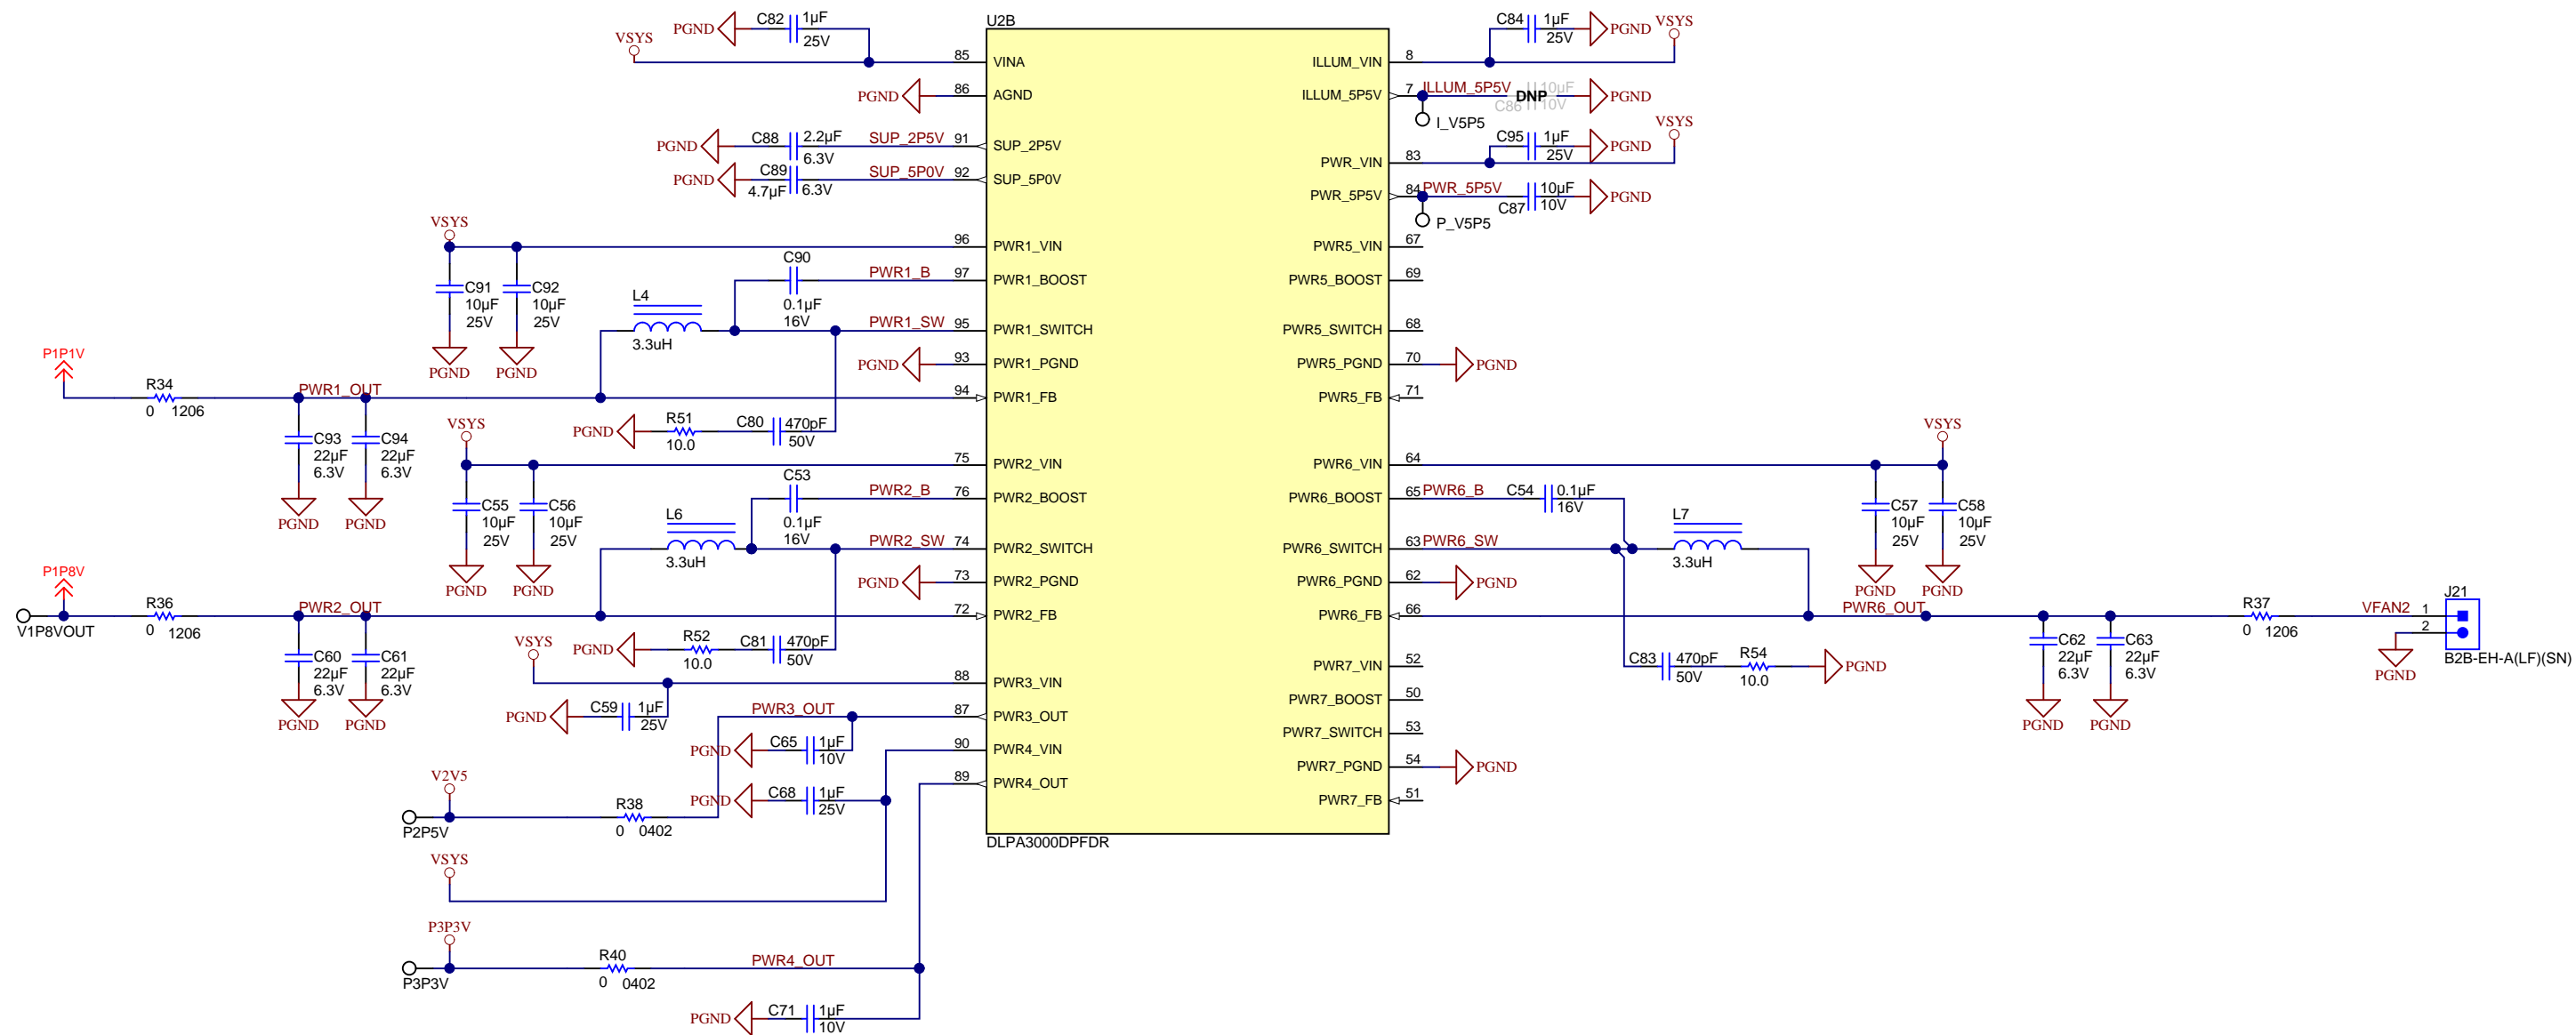 U2B
DLPA3000DPFDR
85 VINA
86 AGND
91 SUP_2P5V
92 SUP_5P0V
96 PWR1_VIN
97 PWR1_BOOST
95 PWR1_SWITCH
93 PWR1_PGND
94 PWR1_FB
75 PWR2_VIN
76 PWR2_BOOST
74 PWR2_SWITCH
73 PWR2_PGND
72 PWR2_FB
88 PWR3_VIN
87 PWR3_OUT
90 PWR4_VIN
89 PWR4_OUT
ILLUM_VIN 8
ILLUM_5P5V 7
PWR_VIN 83
PWR_5P5V 84
PWR5_VIN 67
PWR5_BOOST 69
PWR5_SWITCH 68
PWR5_PGND 70
PWR5_FB 71
PWR6_VIN 64
PWR6_BOOST 65
PWR6_SWITCH 63
PWR6_PGND 62
PWR6_FB 66
PWR7_VIN 52
PWR7_BOOST 50
PWR7_SWITCH 53
PWR7_PGND 54
PWR7_FB 51
VSYS
PGND C82 1µF 25V
PGND
PGND C88 2.2µF 6.3V SUP_2P5V
PGND C89 4.7µF 6.3V SUP_5P0V
VSYS
C91 10µF 25V PGND
C92 10µF 25V PGND
C90 0.1µF 16V PWR1_B
L4 3.3uH PWR1_SW
PGND
P1P1V
R34 0 1206
PWR1_OUT
C93 22µF 6.3V PGND
C94 22µF 6.3V PGND
PGND R51 10.0 C80 470pF 50V
VSYS
C55 10µF 25V PGND
C56 10µF 25V PGND
C53 0.1µF 16V PWR2_B
L6 3.3uH PWR2_SW
PGND
P1P8V
V1P8VOUT
R36 0 1206
PWR2_OUT
C60 22µF 6.3V PGND
C61 22µF 6.3V PGND
PGND R52 10.0 C81 470pF 50V
VSYS
PGND C59 1µF 25V
PWR3_OUT
PGND C65 1µF 10V
PGND C68 1µF 25V
V2V5
P2P5V
R38 0 0402
VSYS
P3P3V
P3P3V
R40 0 0402
PWR4_OUT
PGND C71 1µF 10V
C84 1µF 25V PGND VSYS
ILLUM_5P5V DNP C86 10µF 10V PGND
I_V5P5
C95 1µF 25V PGND VSYS
PWR_5P5V C87 10µF 10V PGND
P_V5P5
PGND
VSYS
C57 10µF 25V PGND
C58 10µF 25V PGND
PWR6_B C54 0.1µF 16V
PWR6_SW L7 3.3uH
PGND
PWR6_OUT
C83 470pF 50V R54 10.0 PGND
C62 22µF 6.3V PGND
C63 22µF 6.3V PGND
R37 0 1206
VFAN2
J21
1
2
B2B-EH-A(LF)(SN)
PGND
PGND